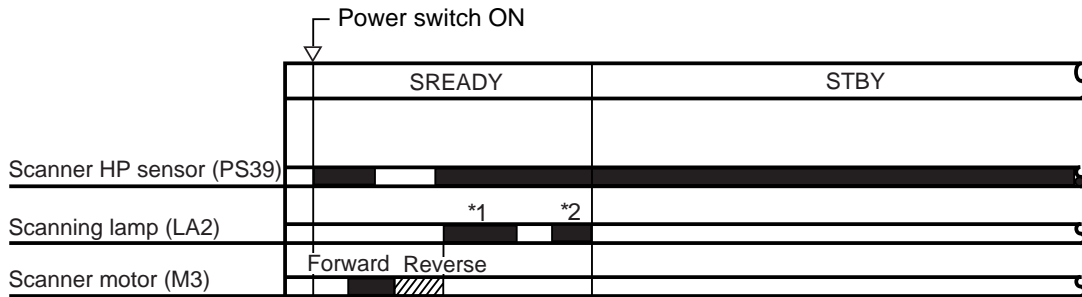 Power switch ON
SREADY STBY
Scanner HP sensor (PS39)
*1 *2
Scanning lamp (LA2)
Forward Reverse
Scanner motor (M3)